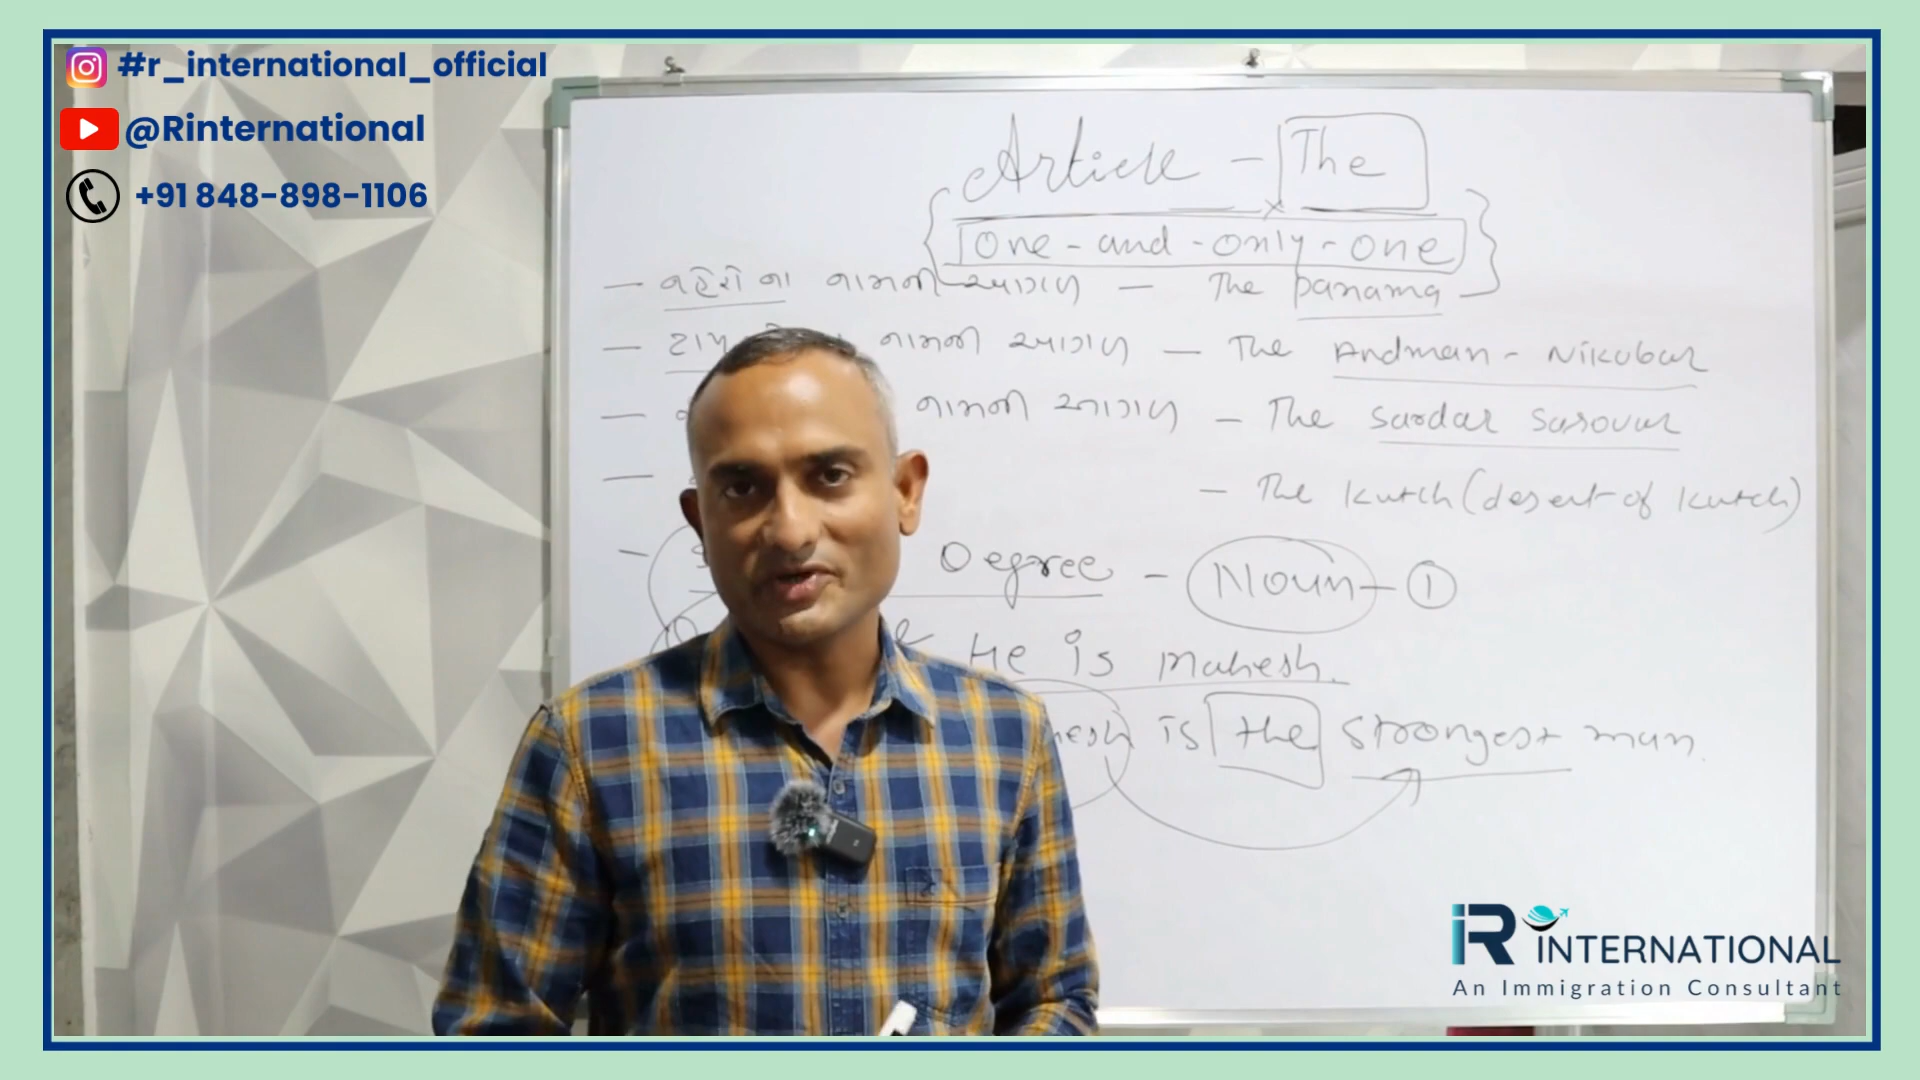 #r_international_official
@Rinternational
+91 848-898-1106
Article - The
one-and-only-one
- નહેરો ના નામની આગળ - The panama
- ટાપુ નામની આગળ - The Andman - Nikobar
- નામની આગળ - The Sardar Sarovar
- - The Kutch (desert of Kutch)
- Degree - Noun - 1
He is mahesh.
is the strongest man.
R INTERNATIONAL
An Immigration Consultant